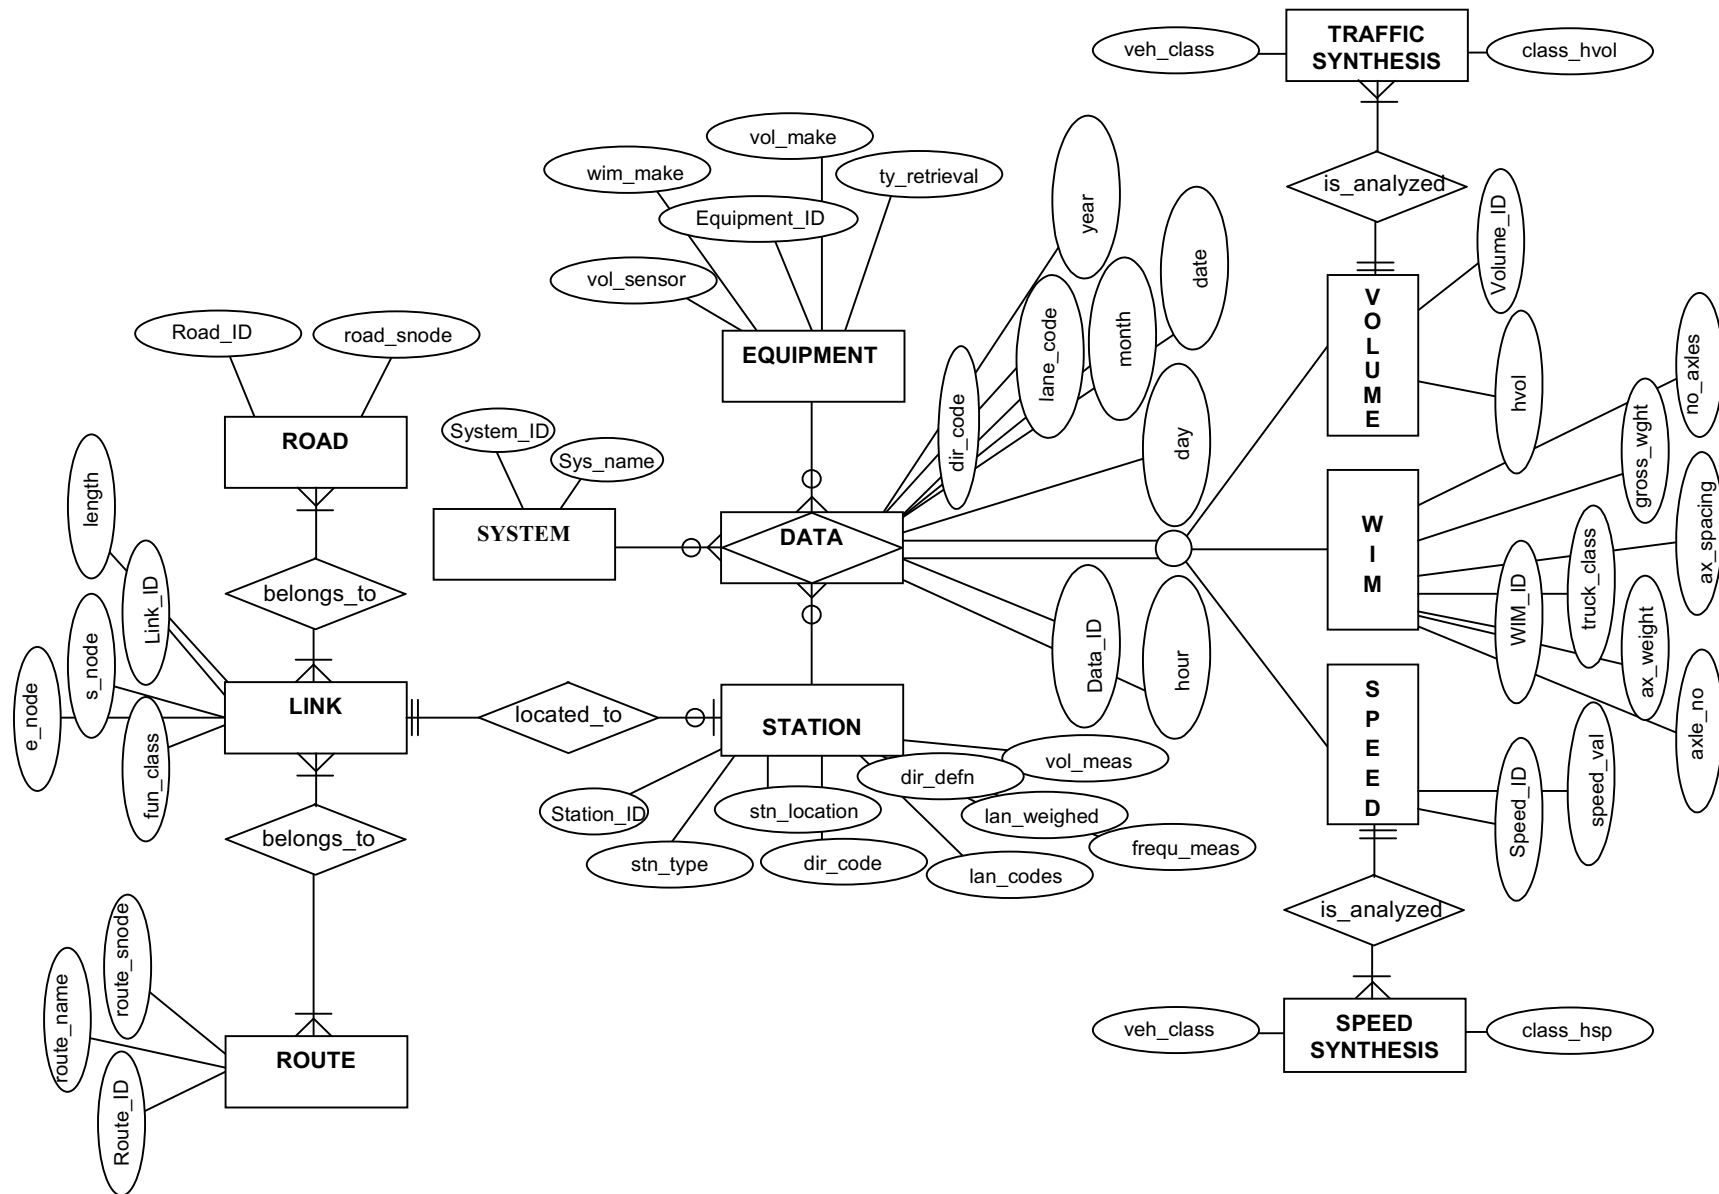 TRAFFIC
SYNTHESIS
veh_class
class_hvol
is_analyzed
vol_make
wim_make
ty_retrieval
Equipment_ID
vol_sensor
EQUIPMENT
year
date
lane_code
month
dir_code
day
Volume_ID
VOLUME
hvol
no_axles
gross_wght
ax_spacing
Road_ID
road_snode
ROAD
System_ID
Sys_name
SYSTEM
DATA
WIM
truck_class
WIM_ID
ax_weight
axle_no
length
Link_ID
belongs_to
s_node
e_node
fun_class
LINK
located_to
STATION
Data_ID
hour
SPEED
speed_val
Speed_ID
vol_meas
dir_defn
Station_ID
stn_location
lan_weighed
frequ_meas
stn_type
dir_code
lan_codes
belongs_to
is_analyzed
route_snode
route_name
Route_ID
ROUTE
veh_class
SPEED
SYNTHESIS
class_hsp